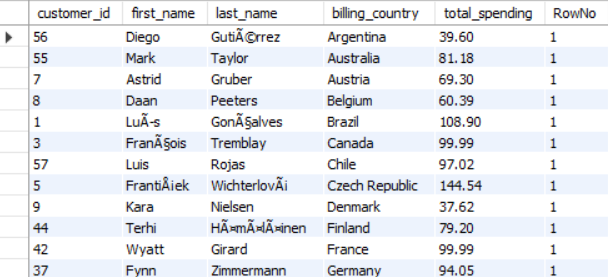 customer_id first_name last_name billing_country total_spending RowNo
56 Diego GutiÃ©rrez Argentina 39.60 1
55 Mark Taylor Australia 81.18 1
7 Astrid Gruber Austria 69.30 1
8 Daan Peeters Belgium 60.39 1
1 LuÃ-s GonÃ§alves Brazil 108.90 1
3 FranÃ§ois Tremblay Canada 99.99 1
57 Luis Rojas Chile 97.02 1
5 FrantiÅiek WichterlovÃi Czech Republic 144.54 1
9 Kara Nielsen Denmark 37.62 1
44 Terhi HÃ¤mÃ¤lÃ¤inen Finland 79.20 1
42 Wyatt Girard France 99.99 1
37 Fynn Zimmermann Germany 94.05 1